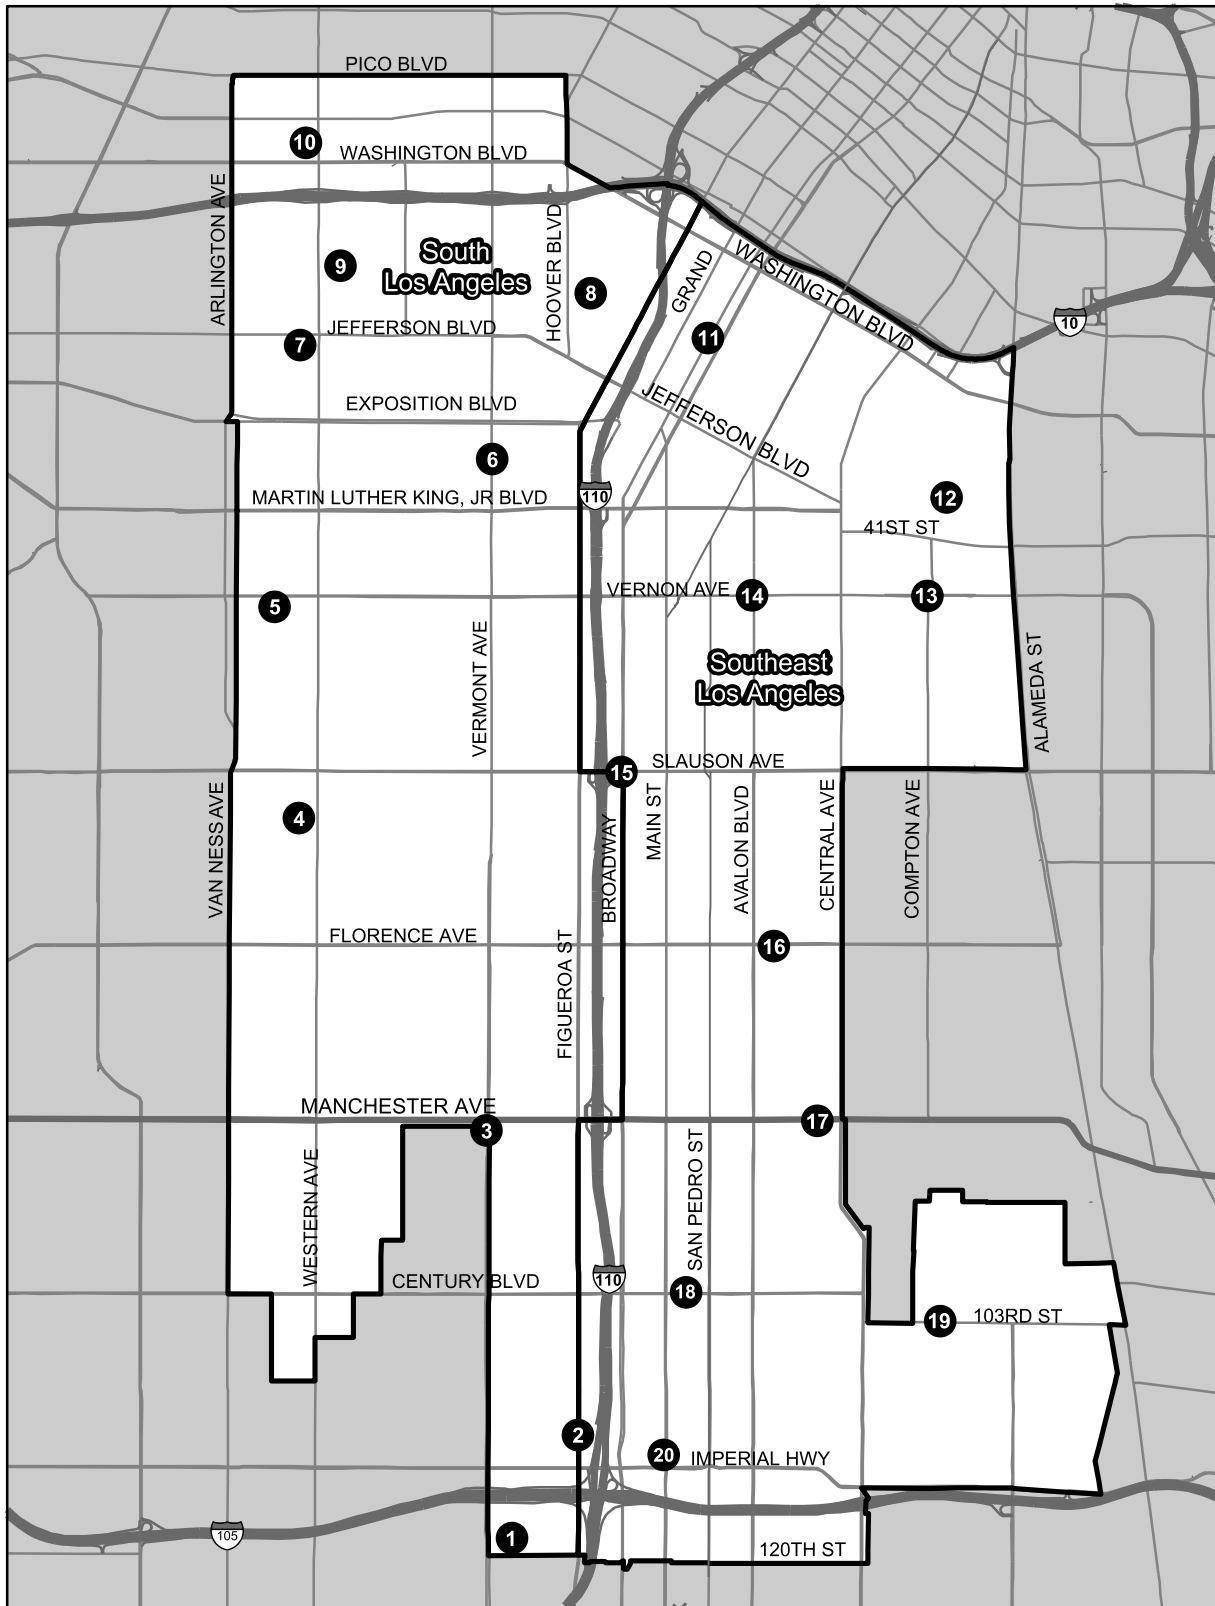 PICO BLVD
10
WASHINGTON BLVD
ARLINGTON AVE
9
South
Los Angeles
HOOVER BLVD
8
GRAND
WASHINGTON BLVD
10
7
JEFFERSON BLVD
11
EXPOSITION BLVD
JEFFERSON BLVD
6
MARTIN LUTHER KING, JR BLVD
110
12
41ST ST
5
VERNON AVE
14
13
VERMONT AVE
Southeast
Los Angeles
ALAMEDA ST
15
SLAUSON AVE
VAN NESS AVE
4
BROADWAY
MAIN ST
AVALON BLVD
CENTRAL AVE
COMPTON AVE
FLORENCE AVE
FIGUEROA ST
16
MANCHESTER AVE
3
17
WESTERN AVE
SAN PEDRO ST
CENTURY BLVD
110
18
19
103RD ST
2
20
IMPERIAL HWY
105
1
120TH ST